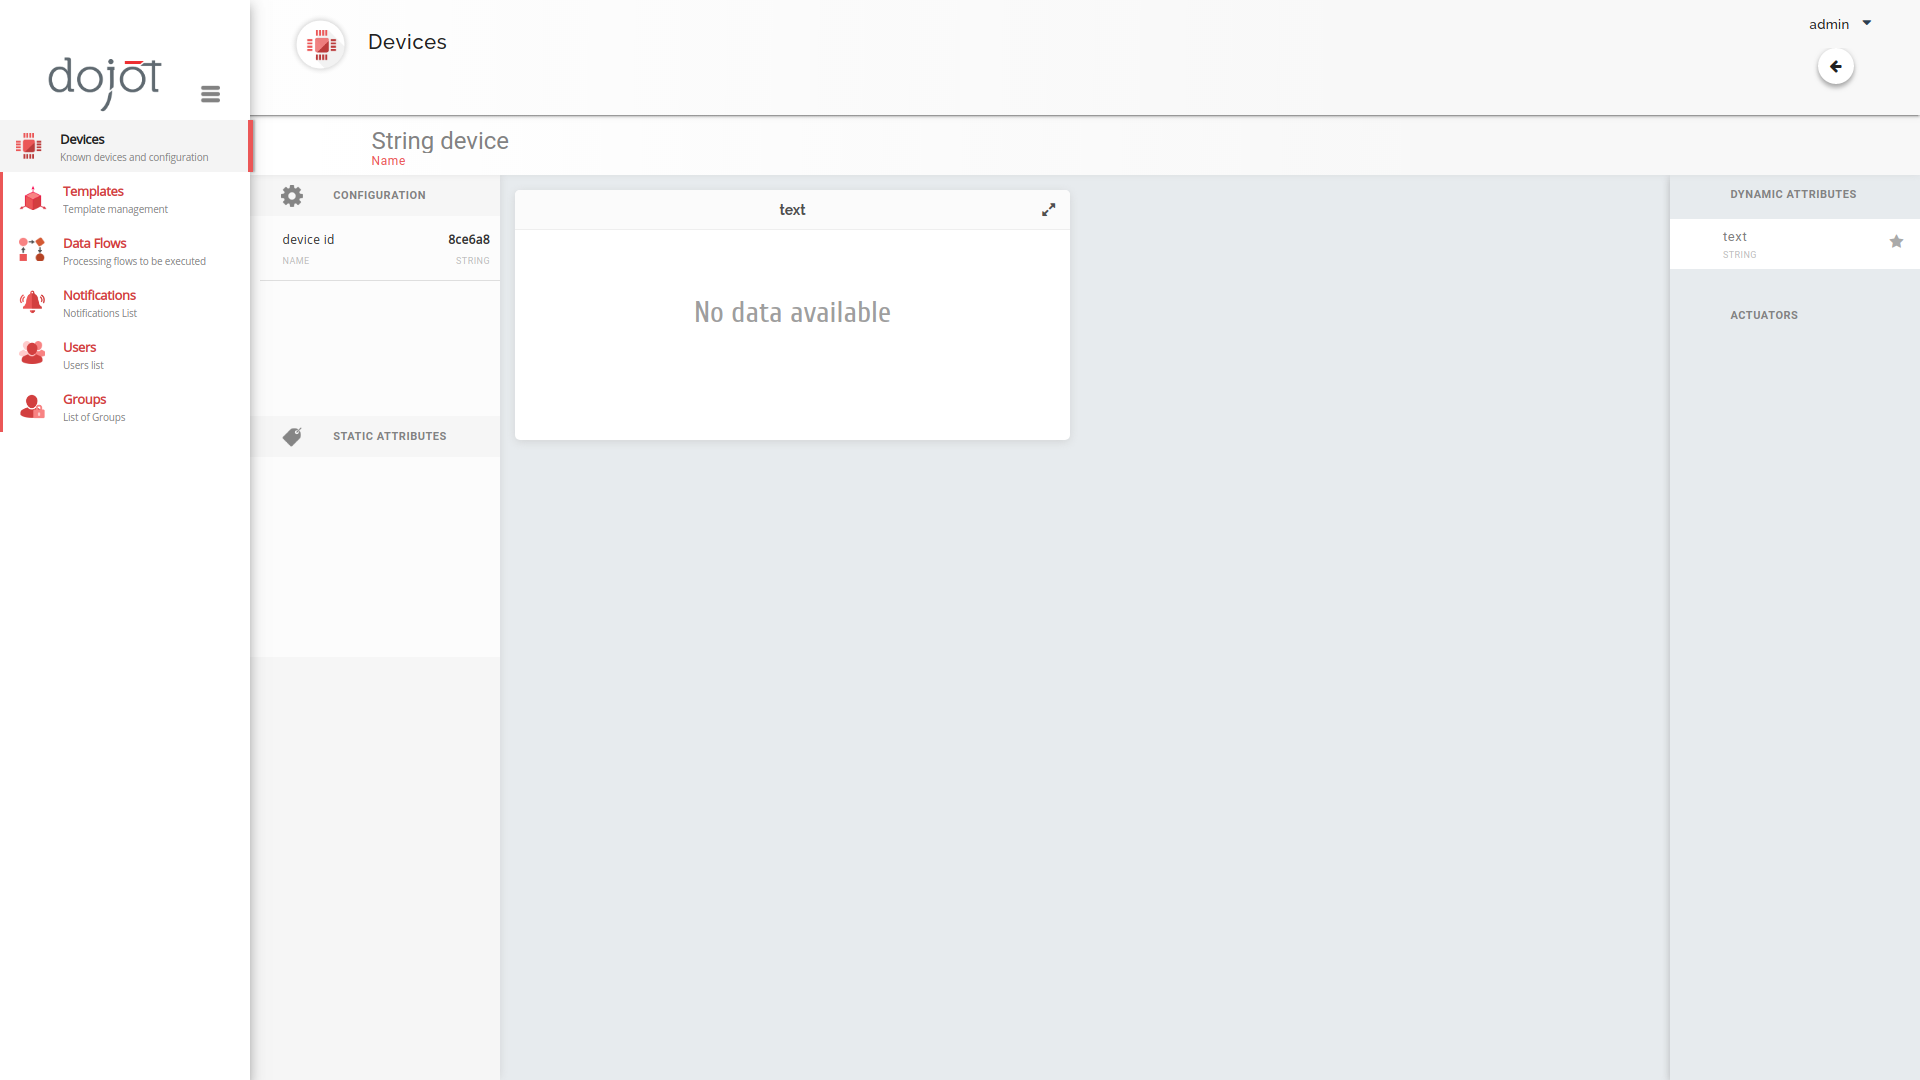 dojot
Devices
Known devices and configuration
Templates
Template management
Data Flows
Processing flows to be executed
Notifications
Notifications List
Users
Users list
Groups
List of Groups
Devices
admin
String device
Name
CONFIGURATION
device id 8ce6a8
NAME STRING
STATIC ATTRIBUTES
text
No data available
DYNAMIC ATTRIBUTES
text
STRING
ACTUATORS